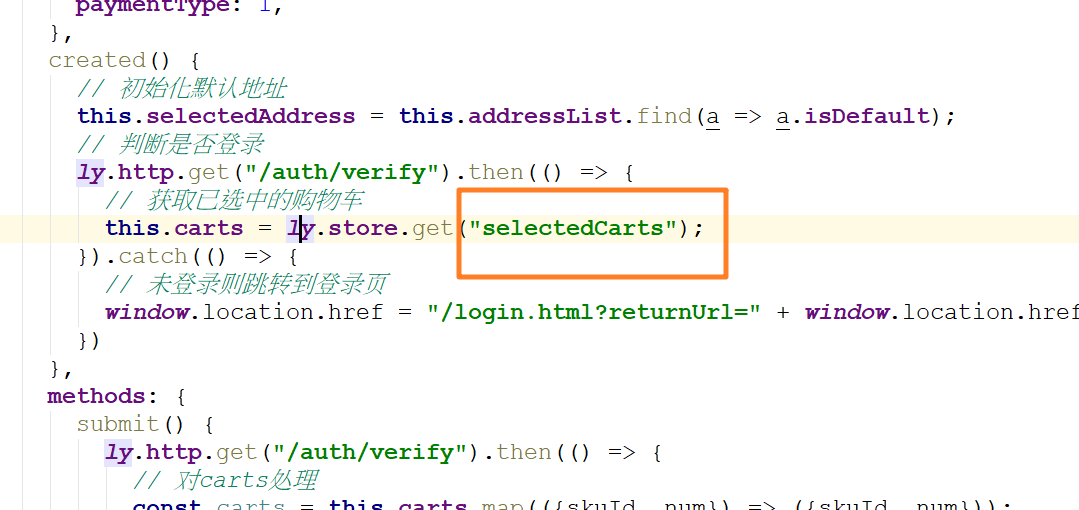 paymentType: 1,
},
created() {
// 初始化默认地址
this.selectedAddress = this.addressList.find(a => a.isDefault);
// 判断是否登录
ly.http.get("/auth/verify").then(() => {
// 获取已选中的购物车
this.carts = ly.store.get("selectedCarts");
}).catch(() => {
// 未登录则跳转到登录页
window.location.href = "/login.html?returnUrl=" + window.location.href
})
},
methods: {
submit() {
ly.http.get("/auth/verify").then(() => {
// 对carts处理
const carts = this.carts.map(({skuId, num}) => ({skuId, num}));